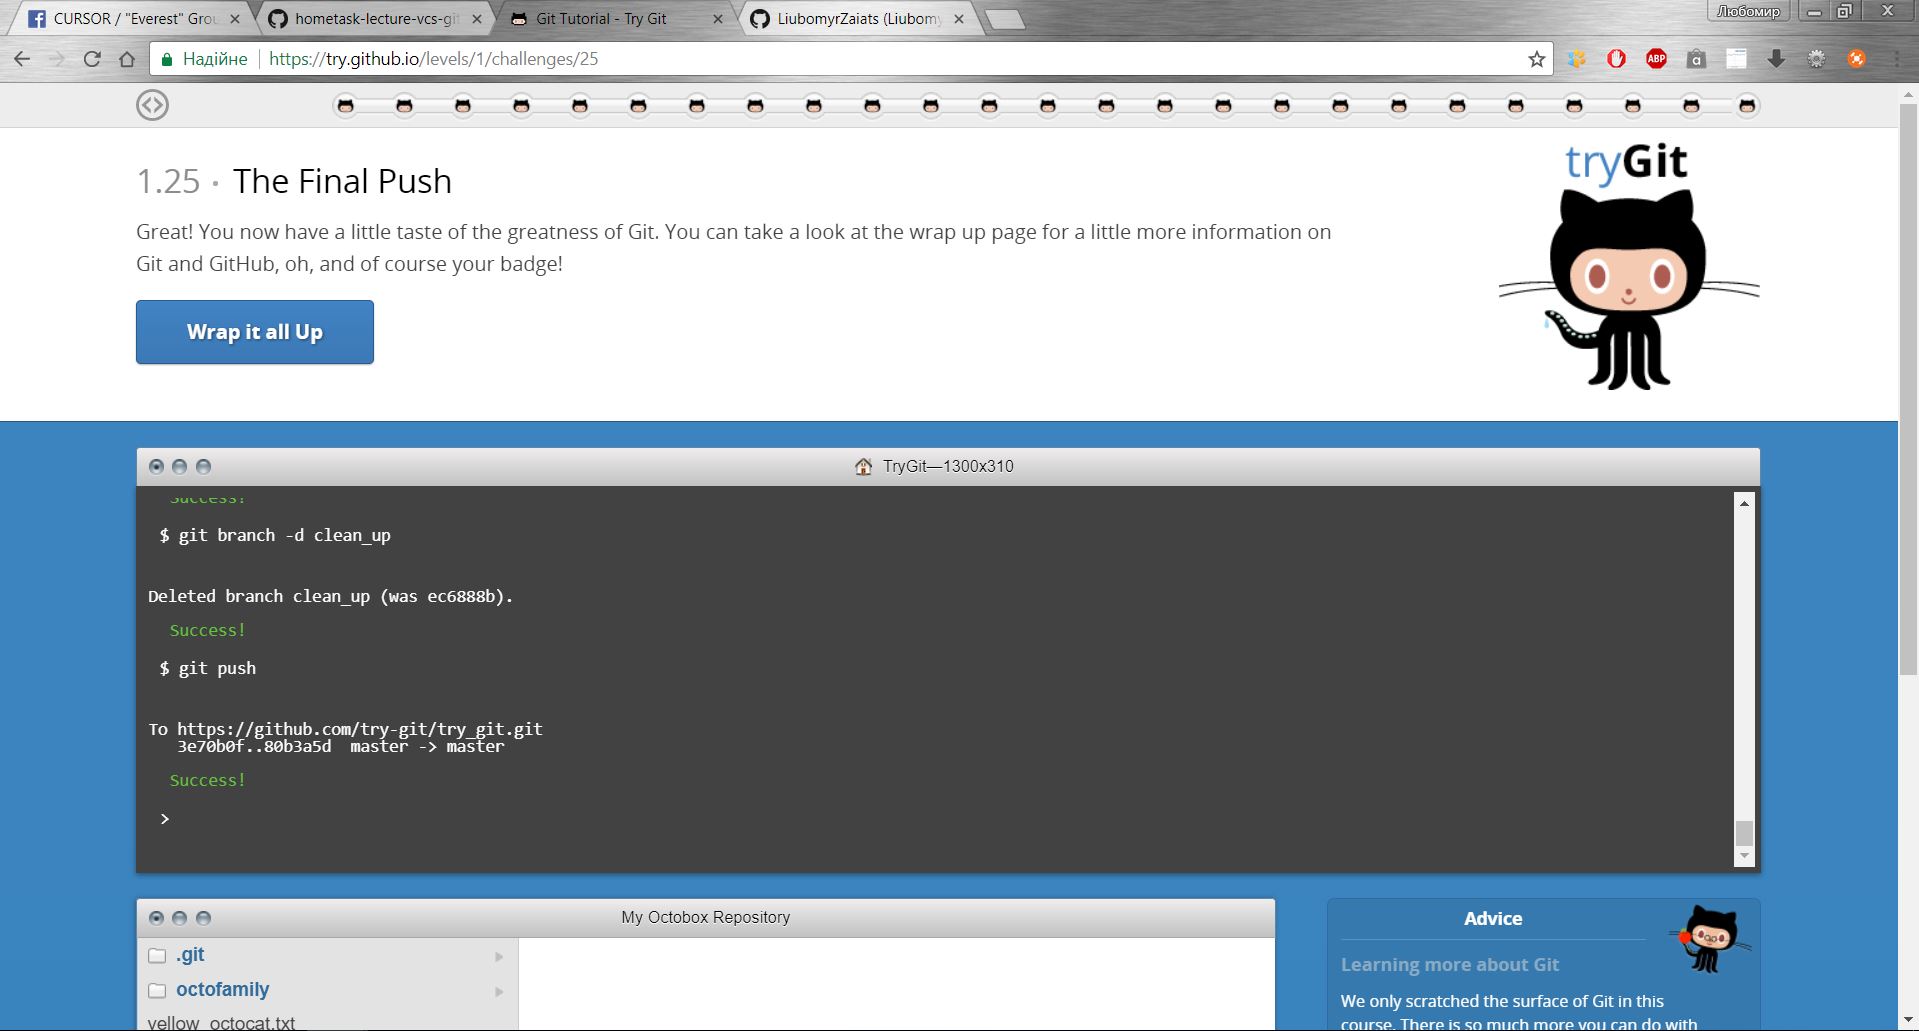 CURSOR / "Everest" Grou
hometask-lecture-vcs-git
Git Tutorial - Try Git
LiubomyrZaiats (Liubomy
Любомир
Надійне
https://try.github.io/levels/1/challenges/25
ABP
a
1.25 · The Final Push
tryGit
Great! You now have a little taste of the greatness of Git. You can take a look at the wrap up page for a little more information on
Git and GitHub, oh, and of course your badge!
Wrap it all Up
TryGit—1300x310
Success!
$ git branch -d clean_up
Deleted branch clean_up (was ec6888b).
Success!
$ git push
To https://github.com/try-git/try_git.git
3e70b0f..80b3a5d  master -> master
Success!
>
My Octobox Repository
.git
octofamily
yellow_octocat.txt
Advice
Learning more about Git
We only scratched the surface of Git in this
course. There is so much more you can do with